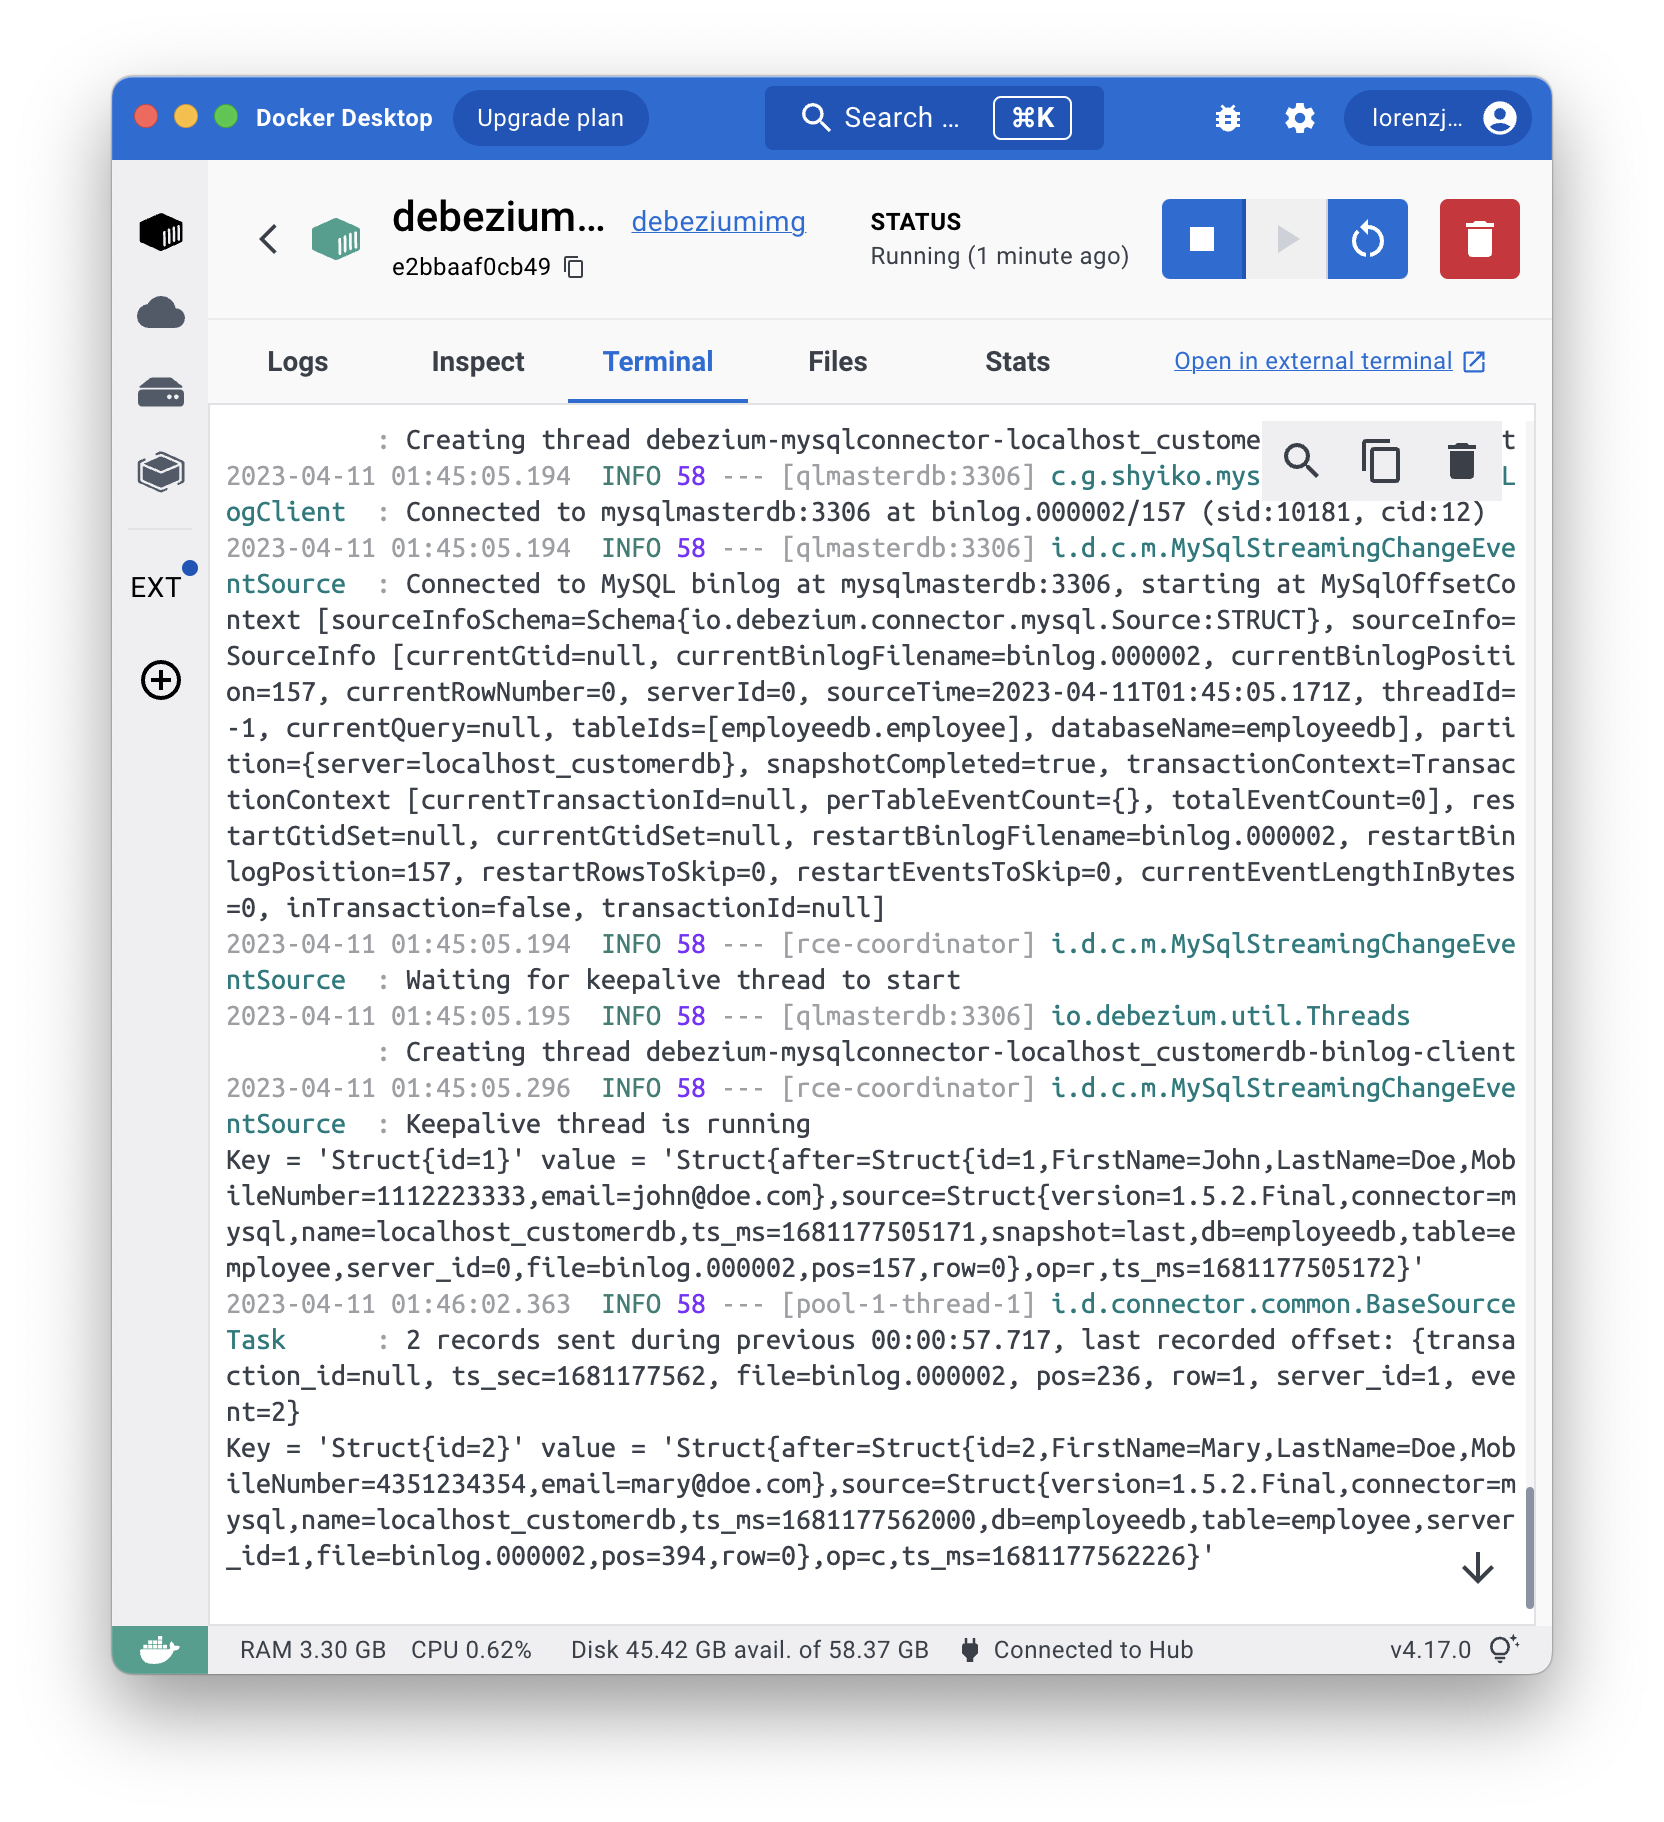 Docker Desktop Upgrade plan Search ... ⌘K lorenzj...
debezium... debeziumimg STATUS
e2bbaaf0cb49 Running (1 minute ago)
Logs Inspect Terminal Files Stats Open in external terminal
EXT
: Creating thread debezium-mysqlconnector-localhost_custome t
2023-04-11 01:45:05.194  INFO 58 --- [qlmasterdb:3306] c.g.shyiko.mys L
ogClient  : Connected to mysqlmasterdb:3306 at binlog.000002/157 (sid:10181, cid:12)
2023-04-11 01:45:05.194  INFO 58 --- [qlmasterdb:3306] i.d.c.m.MySqlStreamingChangeEve
ntSource  : Connected to MySQL binlog at mysqlmasterdb:3306, starting at MySqlOffsetCo
ntext [sourceInfoSchema=Schema{io.debezium.connector.mysql.Source:STRUCT}, sourceInfo=
SourceInfo [currentGtid=null, currentBinlogFilename=binlog.000002, currentBinlogPositi
on=157, currentRowNumber=0, serverId=0, sourceTime=2023-04-11T01:45:05.171Z, threadId=
-1, currentQuery=null, tableIds=[employeedb.employee], databaseName=employeedb], parti
tion={server=localhost_customerdb}, snapshotCompleted=true, transactionContext=Transac
tionContext [currentTransactionId=null, perTableEventCount={}, totalEventCount=0], res
tartGtidSet=null, currentGtidSet=null, restartBinlogFilename=binlog.000002, restartBin
logPosition=157, restartRowsToSkip=0, restartEventsToSkip=0, currentEventLengthInBytes
=0, inTransaction=false, transactionId=null]
2023-04-11 01:45:05.194  INFO 58 --- [rce-coordinator] i.d.c.m.MySqlStreamingChangeEve
ntSource  : Waiting for keepalive thread to start
2023-04-11 01:45:05.195  INFO 58 --- [qlmasterdb:3306] io.debezium.util.Threads
: Creating thread debezium-mysqlconnector-localhost_customerdb-binlog-client
2023-04-11 01:45:05.296  INFO 58 --- [rce-coordinator] i.d.c.m.MySqlStreamingChangeEve
ntSource  : Keepalive thread is running
Key = 'Struct{id=1}' value = 'Struct{after=Struct{id=1,FirstName=John,LastName=Doe,Mob
ileNumber=1112223333,email=john@doe.com},source=Struct{version=1.5.2.Final,connector=m
ysql,name=localhost_customerdb,ts_ms=1681177505171,snapshot=last,db=employeedb,table=e
mployee,server_id=0,file=binlog.000002,pos=157,row=0},op=r,ts_ms=1681177505172}'
2023-04-11 01:46:02.363  INFO 58 --- [pool-1-thread-1] i.d.connector.common.BaseSource
Task      : 2 records sent during previous 00:00:57.717, last recorded offset: {transa
ction_id=null, ts_sec=1681177562, file=binlog.000002, pos=236, row=1, server_id=1, eve
nt=2}
Key = 'Struct{id=2}' value = 'Struct{after=Struct{id=2,FirstName=Mary,LastName=Doe,Mob
ileNumber=4351234354,email=mary@doe.com},source=Struct{version=1.5.2.Final,connector=m
ysql,name=localhost_customerdb,ts_ms=1681177562000,db=employeedb,table=employee,server
_id=1,file=binlog.000002,pos=394,row=0},op=c,ts_ms=1681177562226}'
RAM 3.30 GB CPU 0.62% Disk 45.42 GB avail. of 58.37 GB Connected to Hub v4.17.0